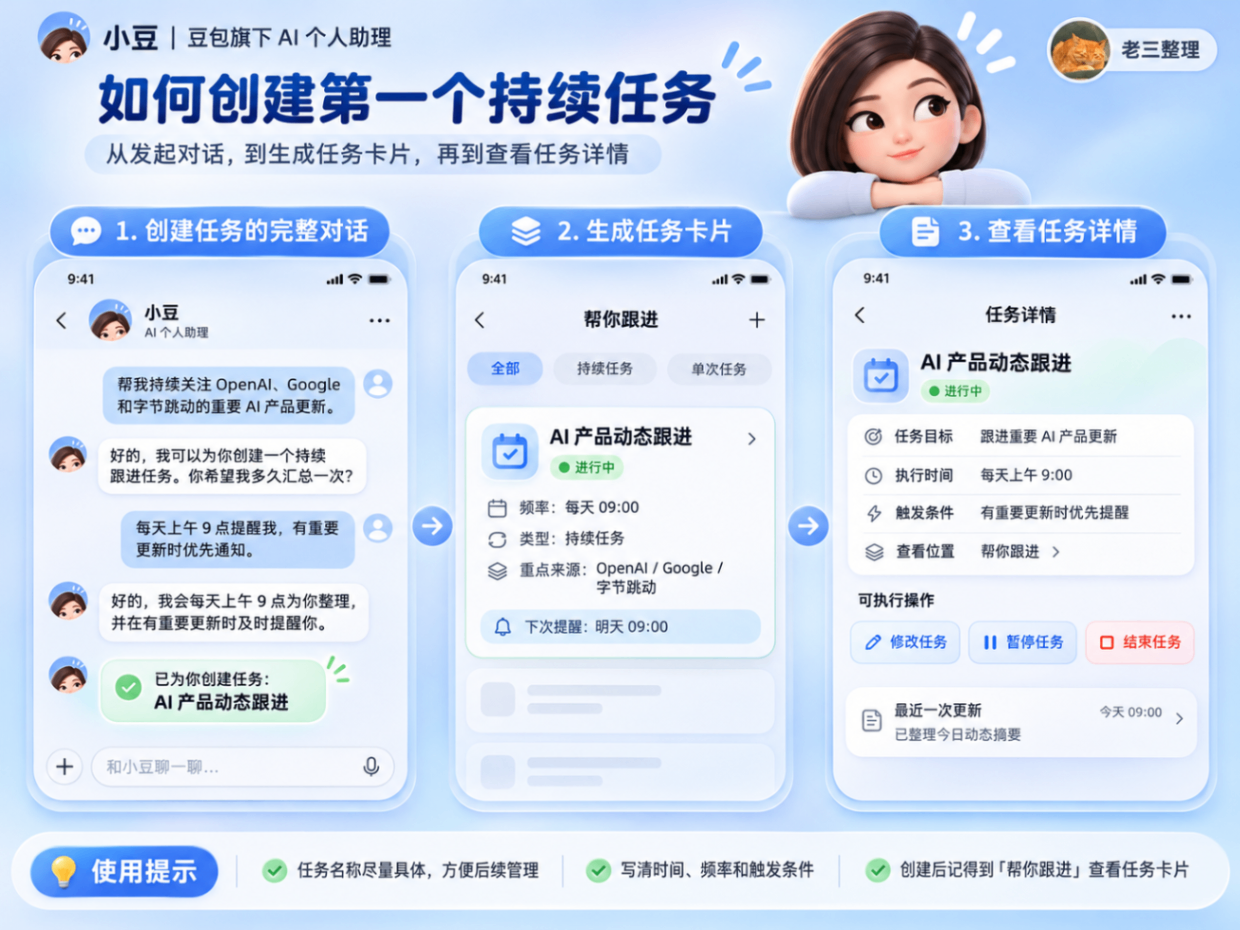 小豆 | 豆包旗下 AI 个人助理
老三整理
如何创建第一个持续任务
从发起对话，到生成任务卡片，再到查看任务详情
1. 创建任务的完整对话
9:41
小豆
AI 个人助理
帮我持续关注 OpenAI、Google
和字节跳动的重要 AI 产品更新。
好的，我可以为你创建一个持续
跟进任务。你希望我多久汇总一次？
每天上午 9 点提醒我，有重要
更新时优先通知。
好的，我会每天上午 9 点为你整理，
并在有重要更新时及时提醒你。
已为你创建任务：
AI 产品动态跟进
和小豆聊一聊...
2. 生成任务卡片
9:41
帮你跟进
全部
持续任务
单次任务
AI 产品动态跟进
进行中
频率：每天 09:00
类型：持续任务
重点来源：OpenAI / Google /
字节跳动
下次提醒：明天 09:00
3. 查看任务详情
9:41
任务详情
AI 产品动态跟进
进行中
任务目标 跟进重要 AI 产品更新
执行时间 每天上午 9:00
触发条件 有重要更新时优先提醒
查看位置 帮你跟进
可执行操作
修改任务
暂停任务
结束任务
最近一次更新 今天 09:00
已整理今日动态摘要
使用提示
任务名称尽量具体，方便后续管理
写清时间、频率和触发条件
创建后记得到「帮你跟进」查看任务卡片